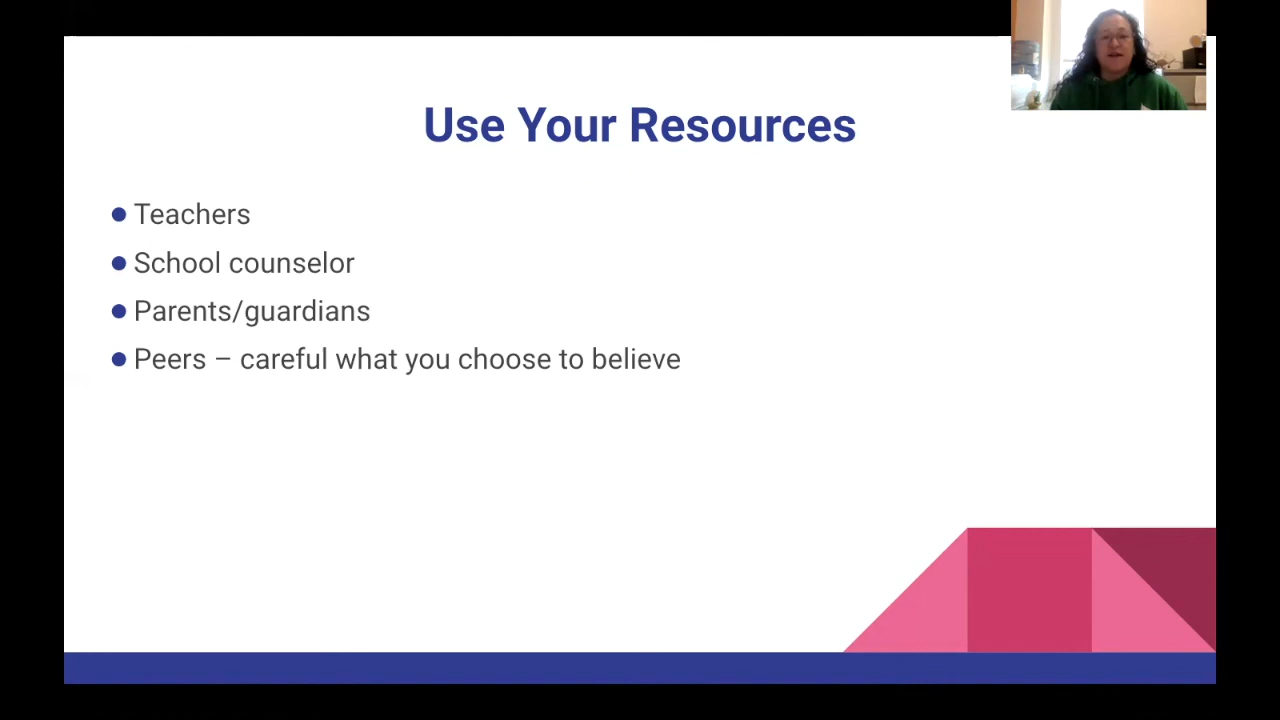 Use Your Resources
● Teachers
● School counselor
● Parents/guardians
● Peers – careful what you choose to believe